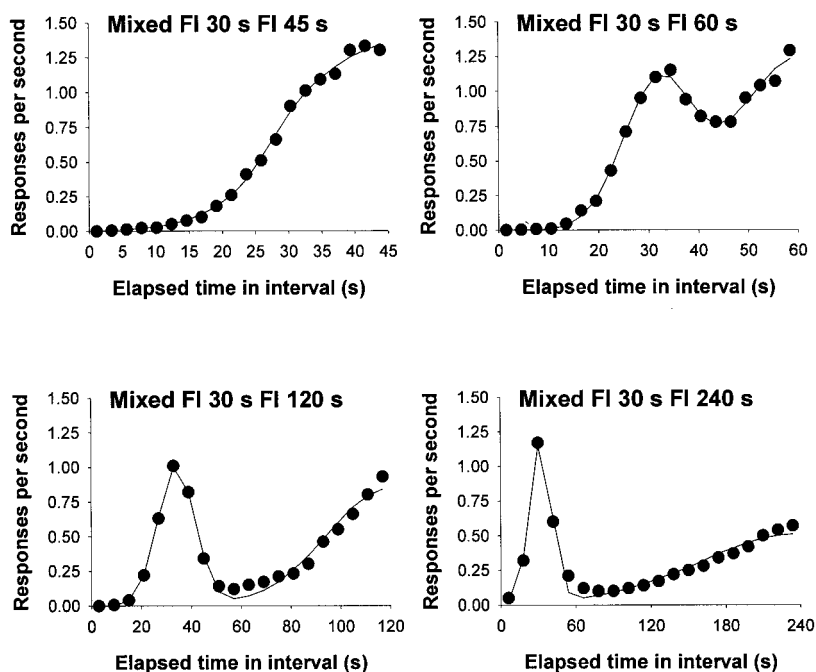 Mixed FI 30 s FI 45 s
Responses per second
1.50
1.25
1.00
0.75
0.50
0.25
0.00
0 5 10 15 20 25 30 35 40 45
Elapsed time in interval (s)
Mixed FI 30 s FI 60 s
Responses per second
1.50
1.25
1.00
0.75
0.50
0.25
0.00
0 10 20 30 40 50 60
Elapsed time in interval (s)
Mixed FI 30 s FI 120 s
Responses per second
1.50
1.25
1.00
0.75
0.50
0.25
0.00
0 20 40 60 80 100 120
Elapsed time in interval (s)
Mixed FI 30 s FI 240 s
Responses per second
1.50
1.25
1.00
0.75
0.50
0.25
0.00
0 60 120 180 240
Elapsed time in interval (s)